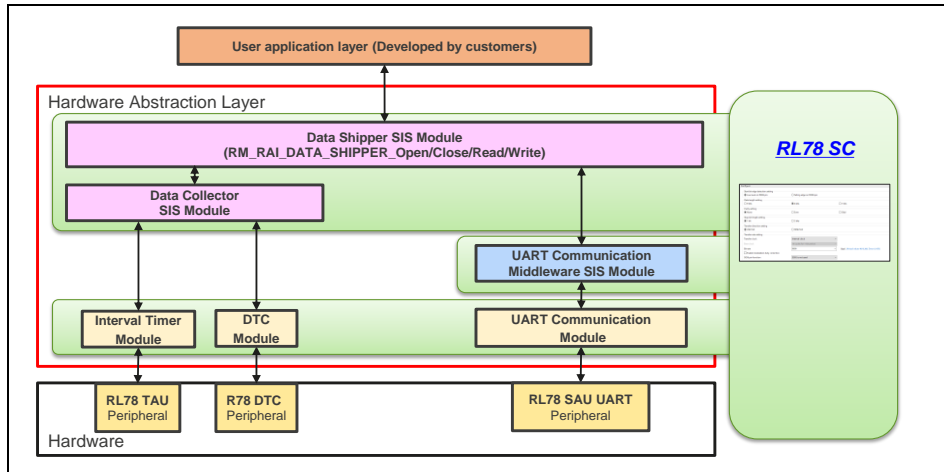 User application layer (Developed by customers)
Hardware Abstraction Layer
Data Shipper SIS Module
(RM_RAI_DATA_SHIPPER_Open/Close/Read/Write)
RL78 SC
Data Collector
SIS Module
UART Communication
Middleware SIS Module
Interval Timer
Module
DTC
Module
UART Communication
Module
RL78 TAU
Peripheral
R78 DTC
Peripheral
RL78 SAU UART
Peripheral
Hardware